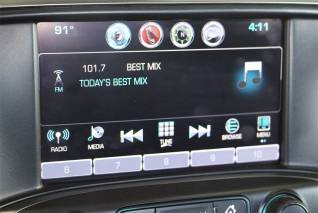 91° 4:11
101.7 BEST MIX
TODAY'S BEST MIX
FM
RADIO MEDIA TUNE BROWSE MENU
6 7 8 9 10